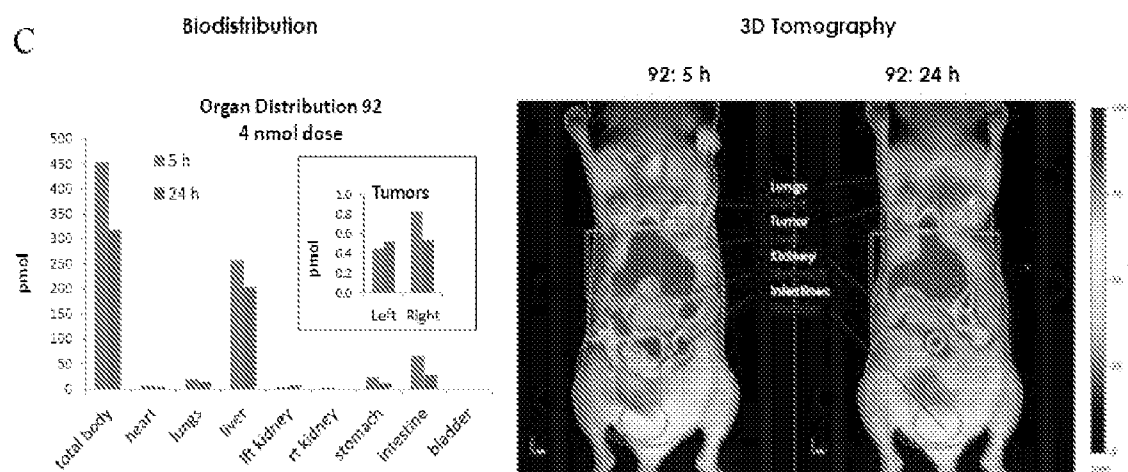 C
Biodistribution
Organ Distribution 92
4 nmol dose
500
450
400
350
300
250
200
150
100
50
0
pmol
5 h
24 h
Tumors
1.0
0.8
0.6
0.4
0.2
0.0
pmol
Left Right
total body
heart
lungs
liver
lft kidney
rt kidney
stomach
intestine
bladder
3D Tomography
92: 5 h
92: 24 h
Lungs
Tumor
Kidney
Intestines